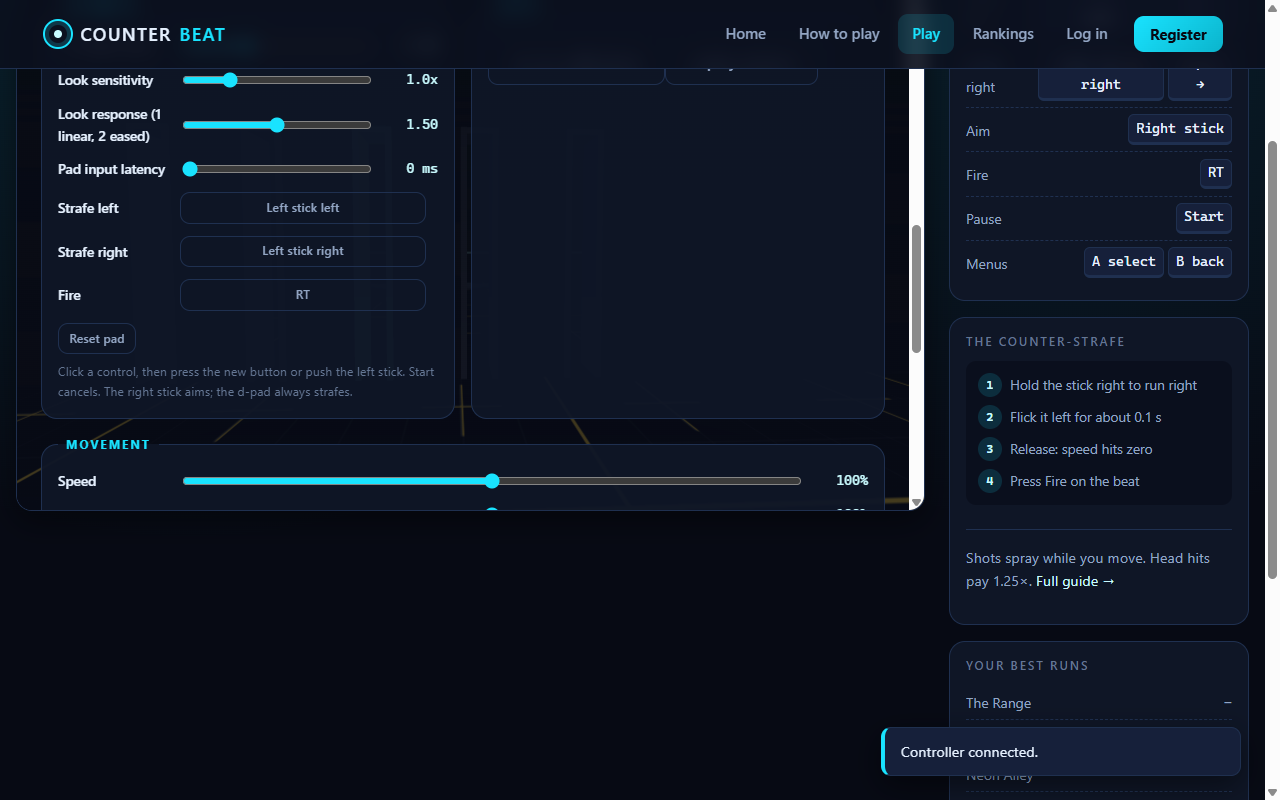 COUNTER BEAT
Home
How to play
Play
Rankings
Log in
Register
Look sensitivity
1.0x
Look response (1
linear, 2 eased)
1.50
Pad input latency
0 ms
Strafe left
Left stick left
Strafe right
Left stick right
Fire
RT
Reset pad
Click a control, then press the new button or push the left stick. Start
cancels. The right stick aims; the d-pad always strafes.
MOVEMENT
Speed
100%
right
right
→
Aim
Right stick
Fire
RT
Pause
Start
Menus
A select
B back
THE COUNTER-STRAFE
1 Hold the stick right to run right
2 Flick it left for about 0.1 s
3 Release: speed hits zero
4 Press Fire on the beat
Shots spray while you move. Head hits
pay 1.25×. Full guide →
YOUR BEST RUNS
The Range
–
Controller connected.
Neon Alley